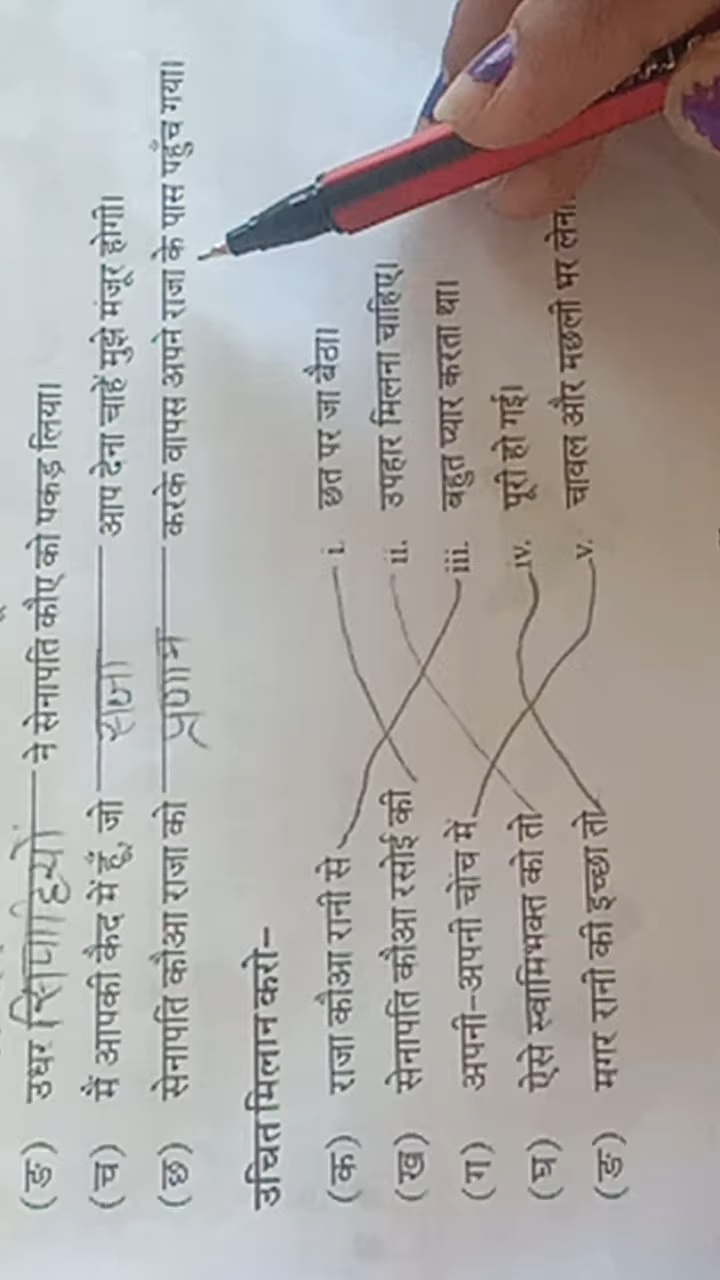 (ङ) उधर सिपाहियों ने सेनापति कौए को पकड़ लिया।
(च) मैं आपकी कैद में हूँ, जो सजा आप देना चाहें मुझे मंजूर होगी।
(छ) सेनापति कौआ राजा को प्रणाम करके वापस अपने राजा के पास पहुँच गया।
उचित मिलान करो–
(क) राजा कौआ रानी से i. छत पर जा बैठा।
(ख) सेनापति कौआ रसोई की ii. उपहार मिलना चाहिए।
(ग) अपनी-अपनी चोंच में iii. बहुत प्यार करता था।
(घ) ऐसे स्वामिभक्त को तो iv. पूरी हो गई।
(ङ) मगर रानी की इच्छा तो v. चावल और मछली भर लेना।